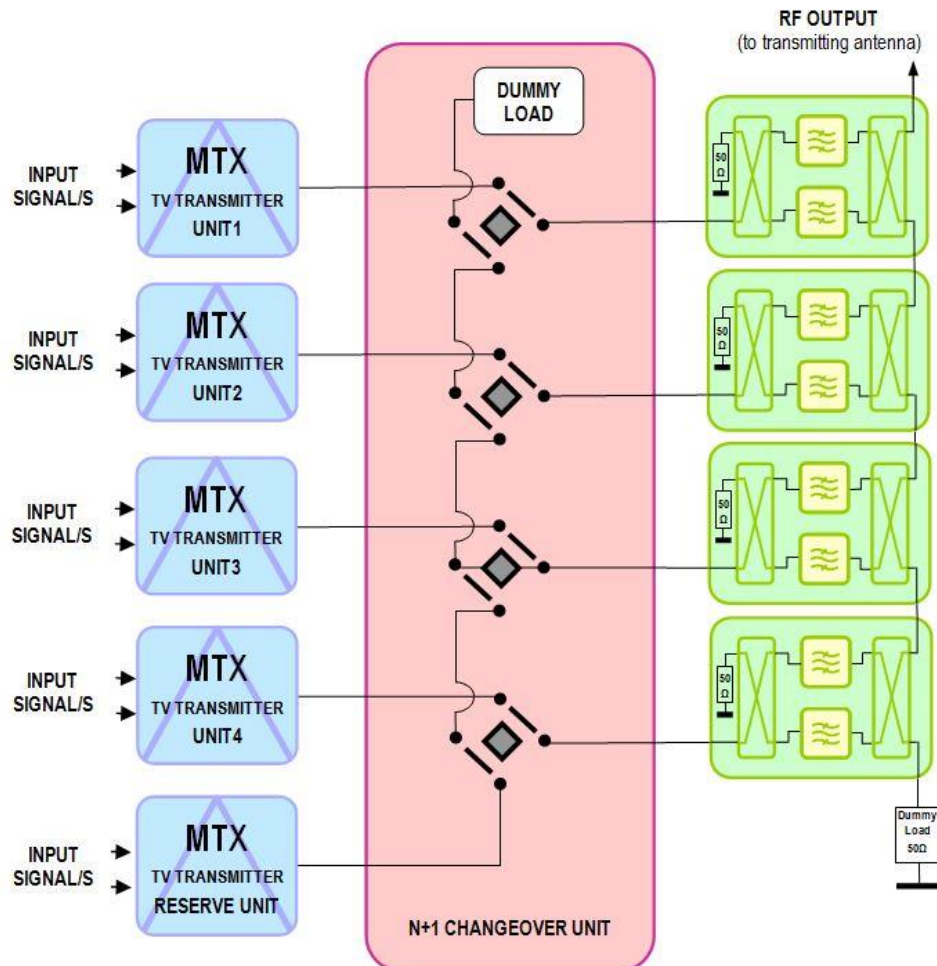 RF OUTPUT
(to transmitting antenna)
DUMMY
LOAD
INPUT
SIGNAL/S
MTX
TV TRANSMITTER
UNIT1
50
Ω
INPUT
SIGNAL/S
MTX
TV TRANSMITTER
UNIT2
50
Ω
INPUT
SIGNAL/S
MTX
TV TRANSMITTER
UNIT3
50
Ω
INPUT
SIGNAL/S
MTX
TV TRANSMITTER
UNIT4
50
Ω
INPUT
SIGNAL/S
MTX
TV TRANSMITTER
RESERVE UNIT
Dummy
Load
50Ω
N+1 CHANGEOVER UNIT